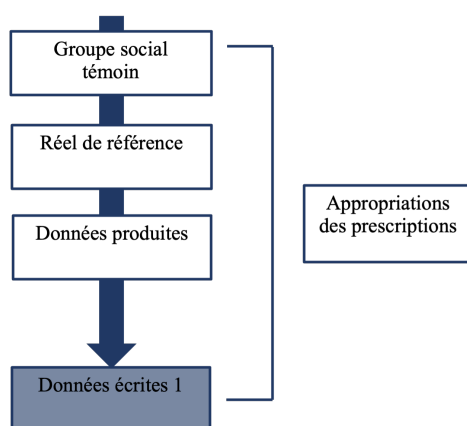 Groupe social
témoin
Réel de référence
Données produites
Données écrites 1
Appropriations
des prescriptions